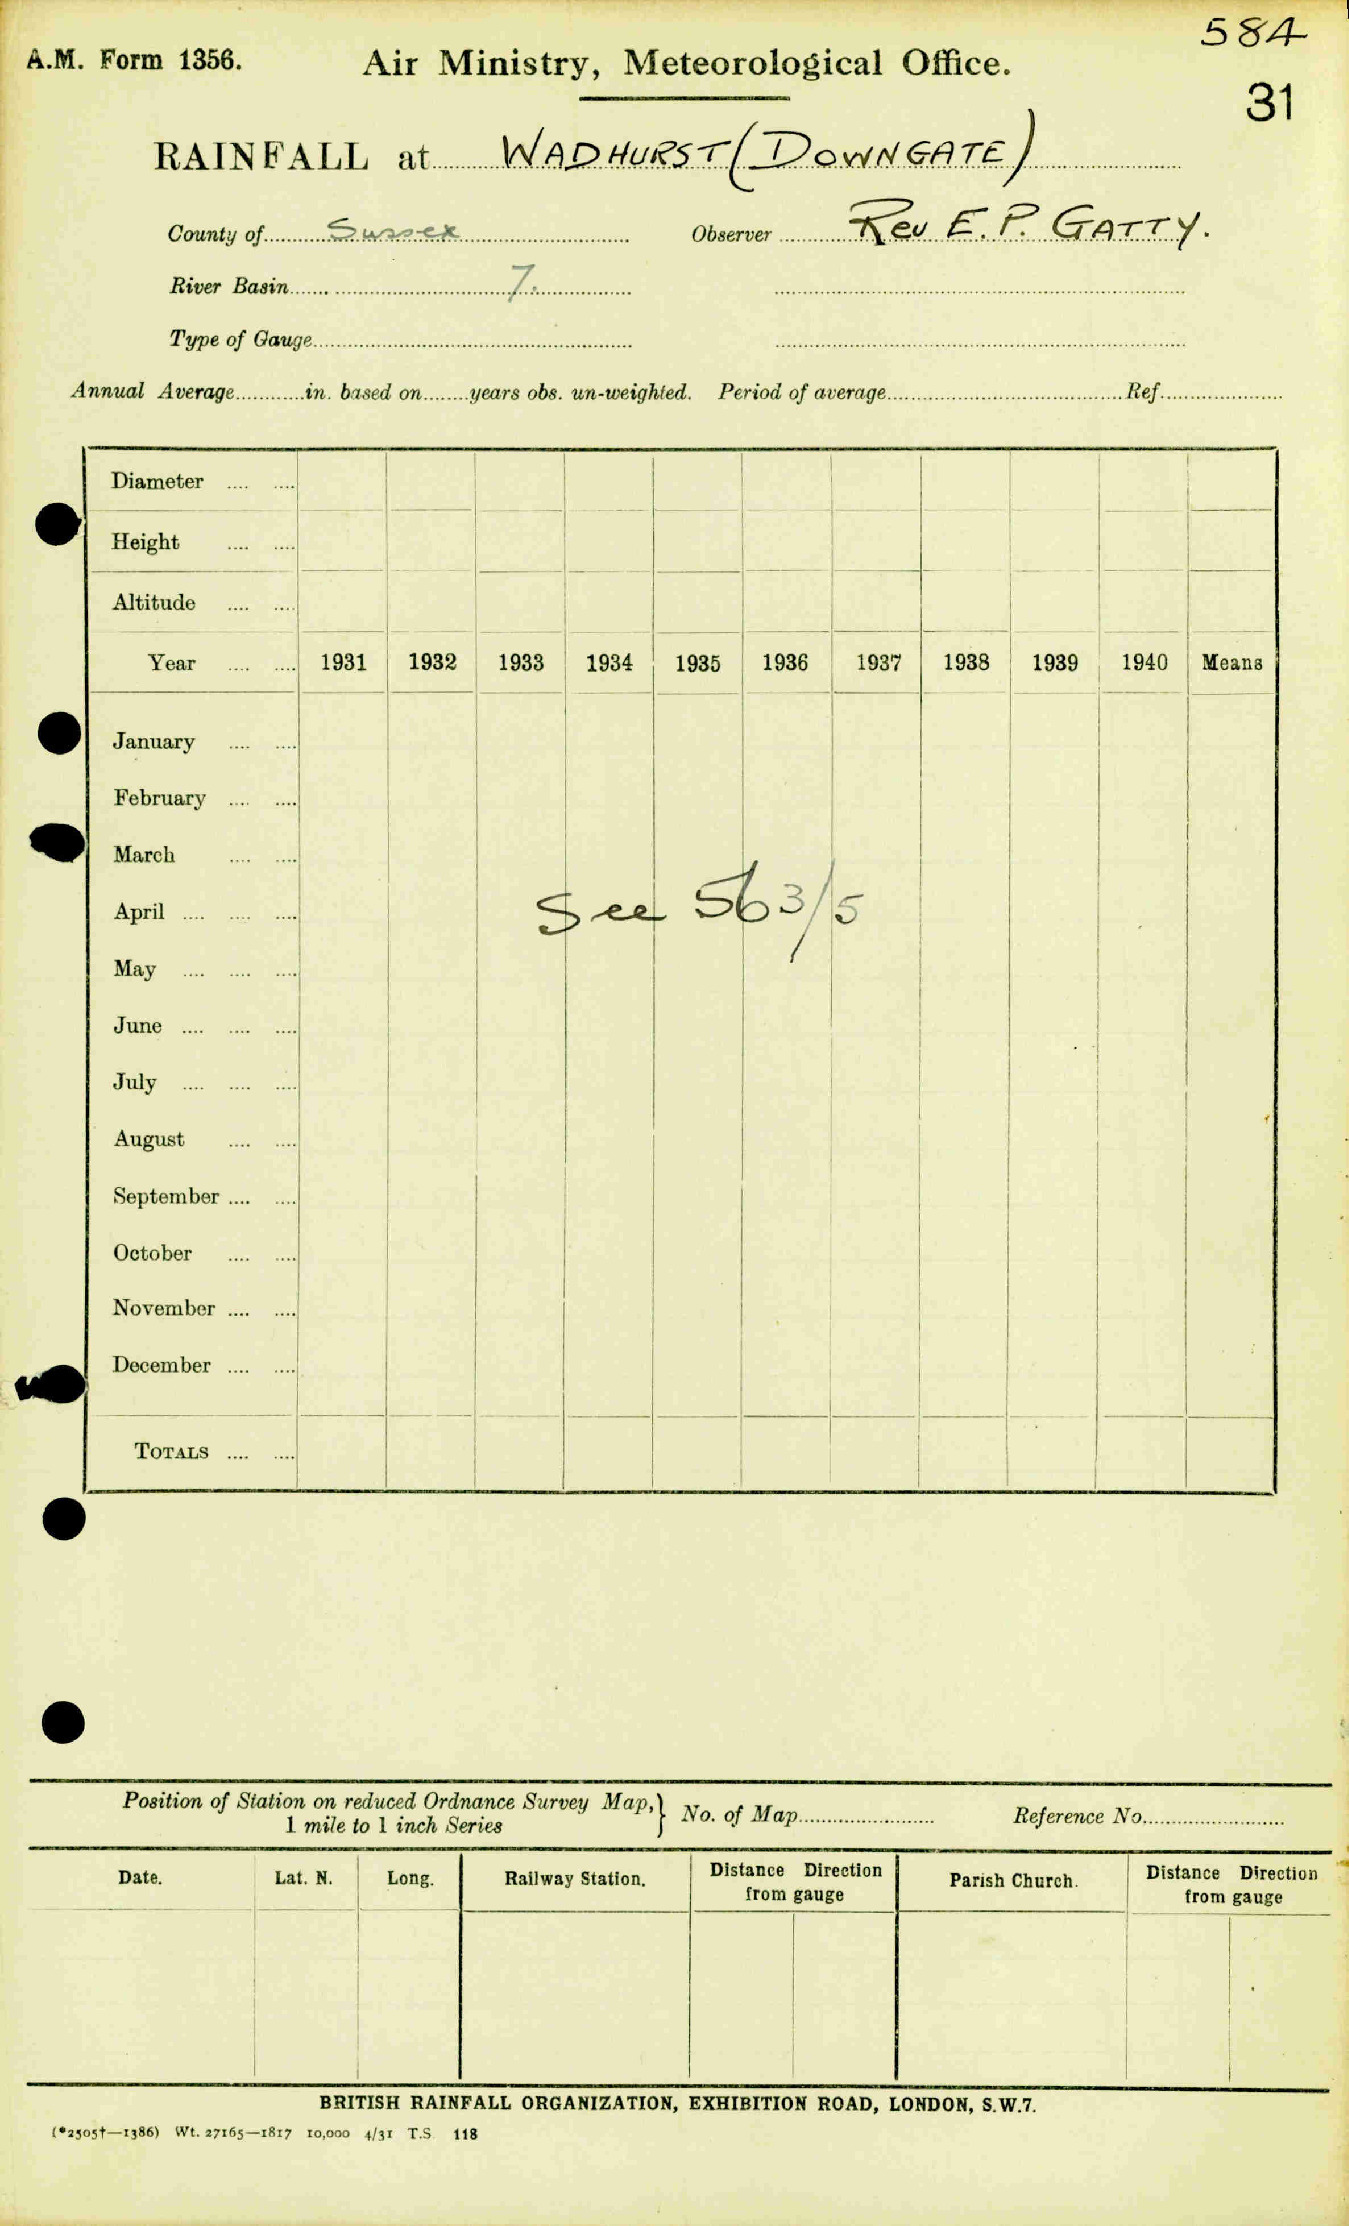 584
A.M. Form 1356. Air Ministry, Meteorological Office.
31
RAINFALL at WADHURST (DOWNGATE)
County of Sussex Observer Rev E. P. GATTY.
River Basin 7.
Type of Gauge
Annual Average in. based on years obs. un-weighted. Period of average Ref.
Diameter
Height
Altitude
Year 1931 1932 1933 1934 1935 1936 1937 1938 1939 1940 Means
January
February
March
April
See 563/5
May
June
July
August
September
October
November
December
TOTALS
Position of Station on reduced Ordnance Survey Map,} No. of Map Reference No.
1 mile to 1 inch Series
Date. Lat. N. Long. Railway Station. Distance Direction from gauge Parish Church. Distance Direction from gauge
BRITISH RAINFALL ORGANIZATION, EXHIBITION ROAD, LONDON, S.W.7.
(*2505†—1386) Wt. 27165—1817 10,000 4/31 T.S. 118